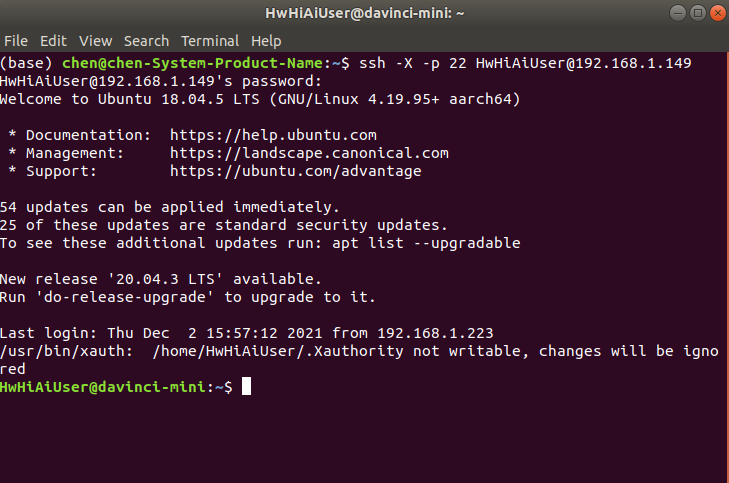 HwHiAiUser@davinci-mini: ~
File Edit View Search Terminal Help
(base) chen@chen-System-Product-Name:~$ ssh -X -p 22 HwHiAiUser@192.168.1.149
HwHiAiUser@192.168.1.149's password:
Welcome to Ubuntu 18.04.5 LTS (GNU/Linux 4.19.95+ aarch64)
* Documentation: https://help.ubuntu.com
* Management: https://landscape.canonical.com
* Support: https://ubuntu.com/advantage
54 updates can be applied immediately.
25 of these updates are standard security updates.
To see these additional updates run: apt list --upgradable
New release '20.04.3 LTS' available.
Run 'do-release-upgrade' to upgrade to it.
Last login: Thu Dec  2 15:57:12 2021 from 192.168.1.223
/usr/bin/xauth:  /home/HwHiAiUser/.Xauthority not writable, changes will be igno
red
HwHiAiUser@davinci-mini:~$